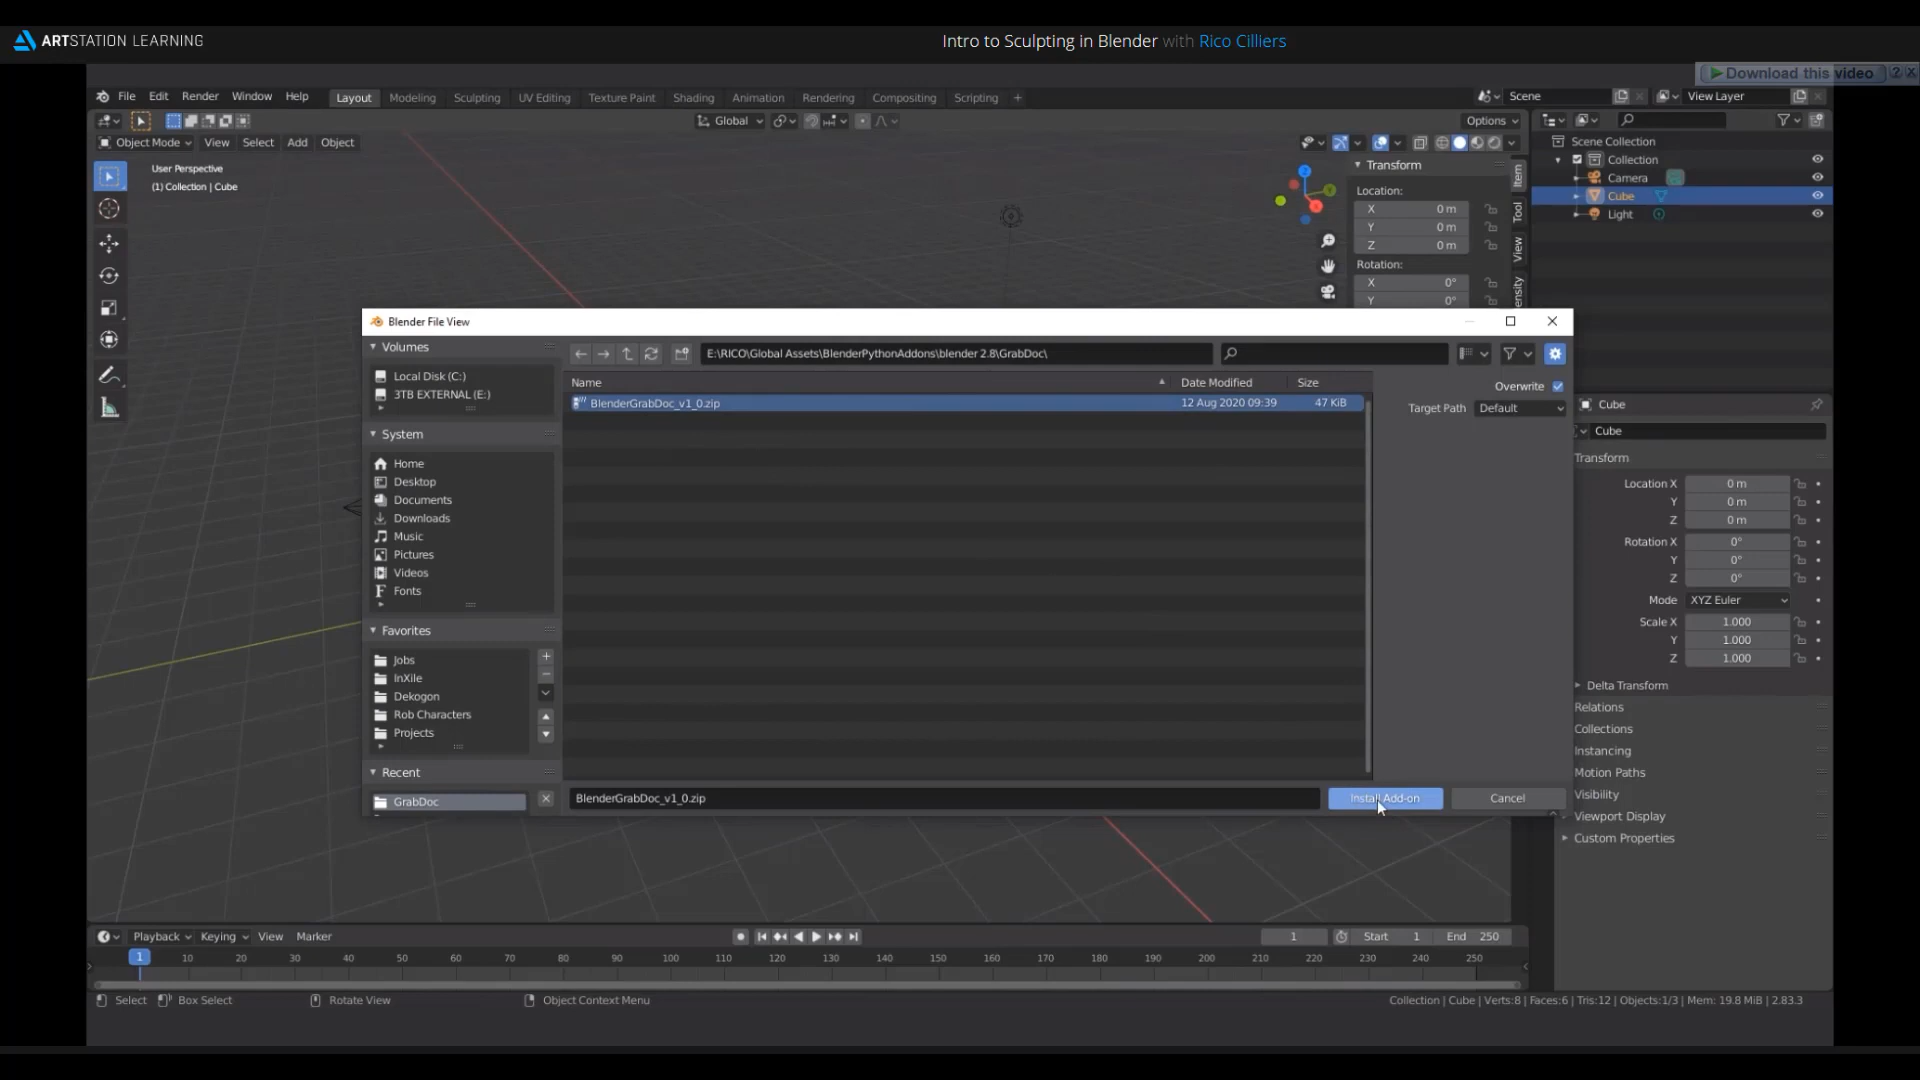 ARTSTATION LEARNING
Intro to Sculpting in Blender with Rico Cilliers
Download this video ? X
File Edit Render Window Help Layout Modeling Sculpting UV Editing Texture Paint Shading Animation Rendering Compositing Scripting +
Scene
View Layer
Global
Options
Object Mode View Select Add Object
User Perspective
(1) Collection | Cube
Transform
Location:
X 0 m
Y 0 m
Z 0 m
Rotation:
X 0°
Y 0°
Item
Tool
View
Scene Collection
Collection
Camera
Cube
Light
Blender File View
Volumes
Local Disk (C:)
3TB EXTERNAL (E:)
System
Home
Desktop
Documents
Downloads
Music
Pictures
Videos
Fonts
Favorites
Jobs
InXile
Dekogon
Rob Characters
Projects
Recent
GrabDoc
E:\RICO\Global Assets\BlenderPythonAddons\blender 2.8\GrabDoc\
Name Date Modified Size
BlenderGrabDoc_v1_0.zip 12 Aug 2020 09:39 47 KiB
Overwrite
Target Path Default
BlenderGrabDoc_v1_0.zip
Install Add-on
Cancel
Cube
Cube
Transform
Location X 0 m
Y 0 m
Z 0 m
Rotation X 0°
Y 0°
Z 0°
Mode XYZ Euler
Scale X 1.000
Y 1.000
Z 1.000
Delta Transform
Relations
Collections
Instancing
Motion Paths
Visibility
Viewport Display
Custom Properties
Playback Keying View Marker
1 Start 1 End 250
1 10 20 30 40 50 60 70 80 90 100 110 120 130 140 150 160 170 180 190 200 210 220 230 240 250
Select Box Select Rotate View Object Context Menu
Collection | Cube | Verts:8 | Faces:6 | Tris:12 | Objects:1/3 | Mem: 19.8 MiB | 2.83.3